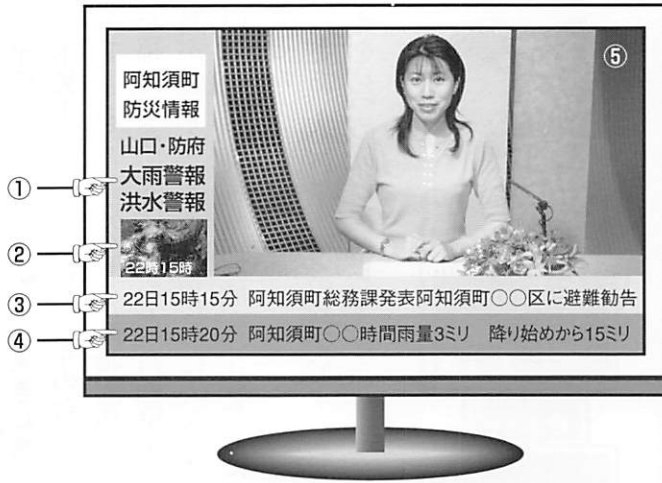 ⑤
阿知須町
防災情報
山口・防府
① 大雨警報
洪水警報
② 22時15時
③ 22日15時15分 阿知須町総務課発表阿知須町○○区に避難勧告
④ 22日15時20分 阿知須町○○時間雨量3ミリ 降り始めから15ミリ